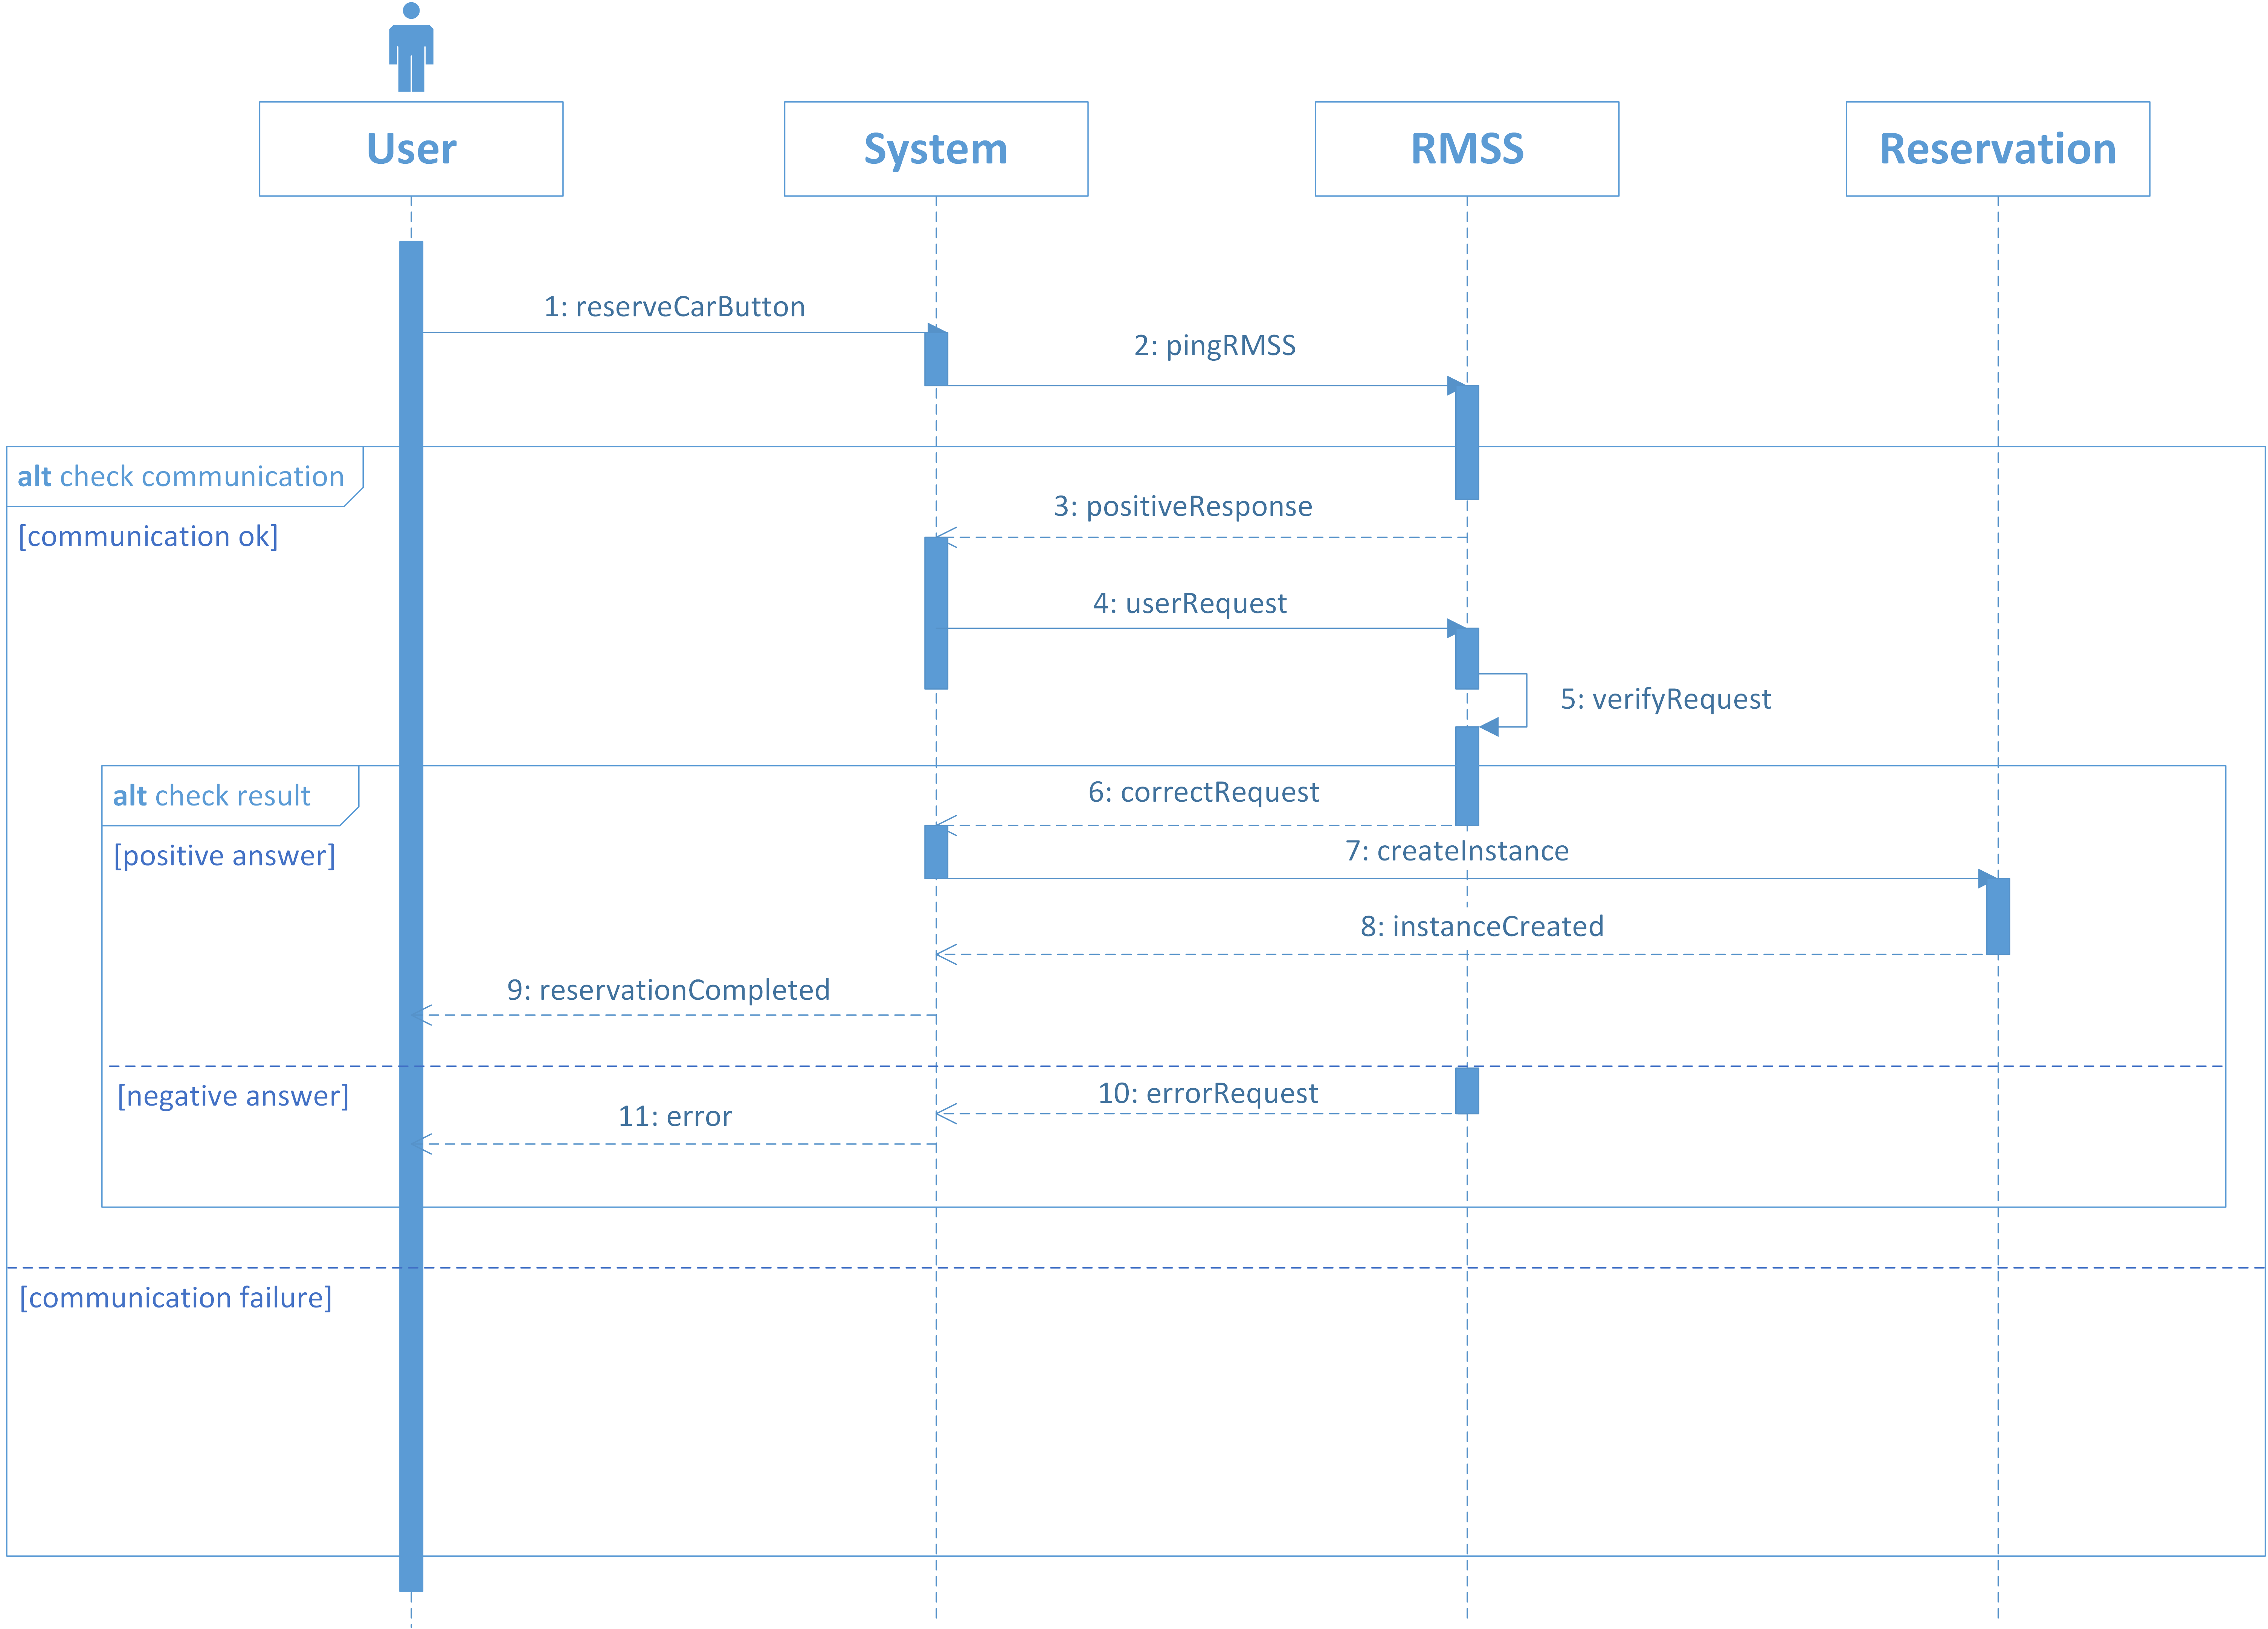 User
System
RMSS
Reservation
1: reserveCarButton
2: pingRMSS
alt check communication
[communication ok]
3: positiveResponse
4: userRequest
5: verifyRequest
alt check result
[positive answer]
6: correctRequest
7: createInstance
8: instanceCreated
9: reservationCompleted
[negative answer]
10: errorRequest
11: error
[communication failure]